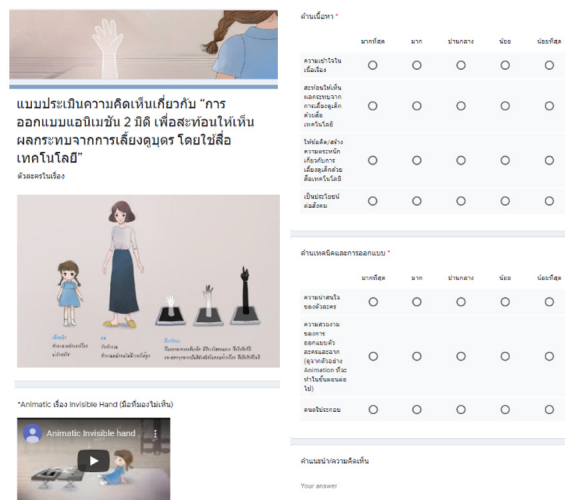 แบบประเมินความคิดเห็นเกี่ยวกับ “การ
ออกแบบแอนิเมชัน 2 มิติ เพื่อสะท้อนให้เห็น
ผลกระทบจากการเลี้ยงดูบุตร โดยใช้สื่อ
เทคโนโลยี”
ตัวละครในเรื่อง
*Animatic เรื่อง Invisible Hand (มือที่มองไม่เห็น)
Animatic Invisible hand
ด้านเนื้อหา *
มากที่สุด มาก ปานกลาง น้อย น้อยที่สุด
ความเข้าใจใน
เนื้อเรื่อง
สะท้อนให้เห็น
ผลกระทบจาก
การเลี้ยงดูเด็ก
ด้วยสื่อ
เทคโนโลยี
ให้ข้อคิด/สร้าง
ความตระหนัก
เกี่ยวกับการ
เลี้ยงดูเด็กด้วย
สื่อเทคโนโลยี
เป็นประโยชน์
ต่อสังคม
ด้านเทคนิคและการออกแบบ *
มากที่สุด มาก ปานกลาง น้อย น้อยที่สุด
ความน่าสนใจ
ของตัวละคร
ความสวยงาม
ของการ
ออกแบบตัว
ละครและฉาก
(ดูจากตัวอย่าง
Animation ที่จะ
ทำในขั้นตอนต่อ
ไป)
ดนตรีประกอบ
คำแนะนำ/ความคิดเห็น
Your answer